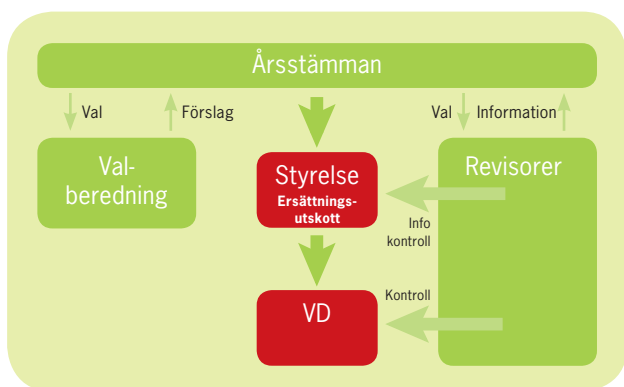 Årsstämman
Val
Förslag
Val
Information
Val-
beredning
Styrelse
Ersättnings-
utskott
Revisorer
Info
kontroll
Kontroll
VD